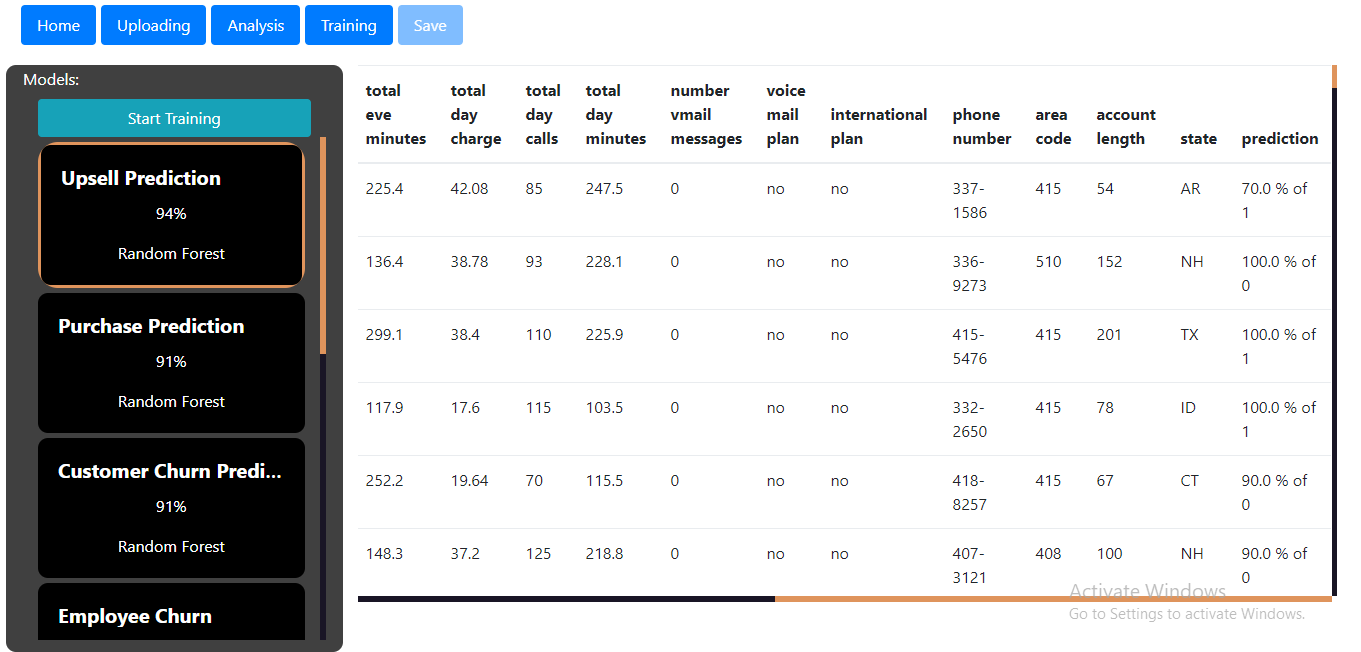 Home Uploading Analysis Training Save
Models:
Start Training
Upsell Prediction
94%
Random Forest
Purchase Prediction
91%
Random Forest
Customer Churn Predi...
91%
Random Forest
Employee Churn
total eve minutes total day charge total day calls total day minutes number vmail messages voice mail plan international plan phone number area code account length state prediction
225.4 42.08 85 247.5 0 no no 337-1586 415 54 AR 70.0 % of 1
136.4 38.78 93 228.1 0 no no 336-9273 510 152 NH 100.0 % of 0
299.1 38.4 110 225.9 0 no no 415-5476 415 201 TX 100.0 % of 1
117.9 17.6 115 103.5 0 no no 332-2650 415 78 ID 100.0 % of 1
252.2 19.64 70 115.5 0 no no 418-8257 415 67 CT 90.0 % of 0
148.3 37.2 125 218.8 0 no no 407-3121 408 100 NH 90.0 % of 0
Activate Windows
Go to Settings to activate Windows.